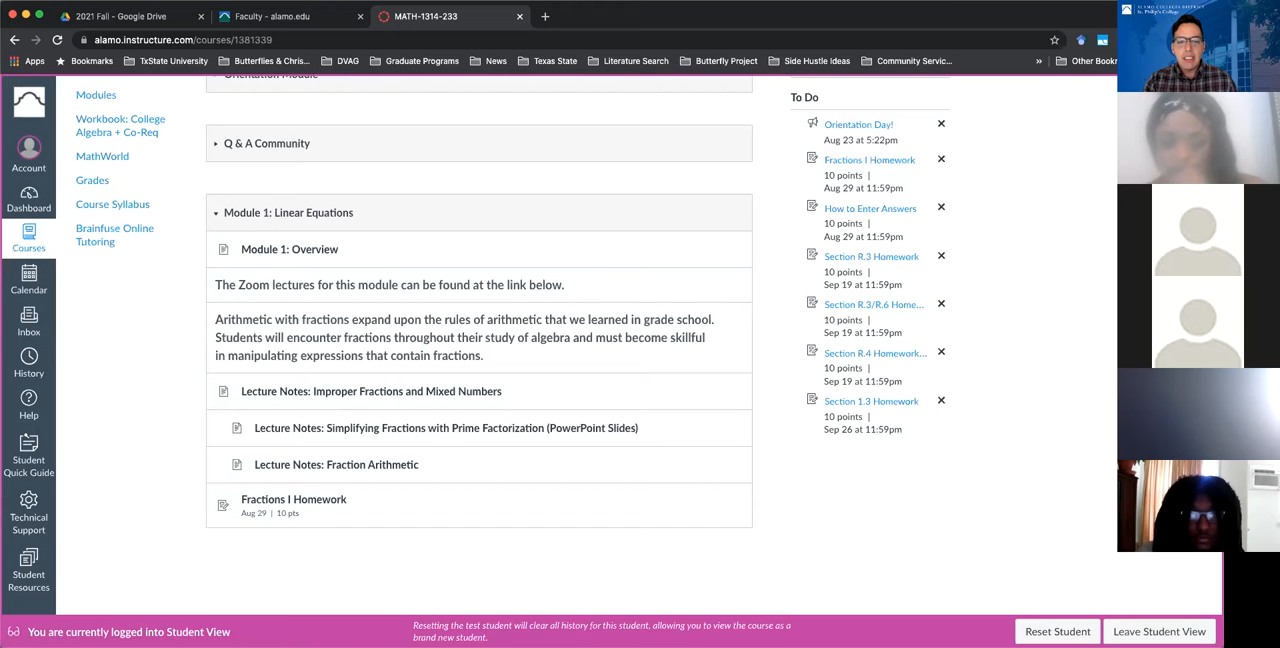 2021 Fall - Google Drive
Faculty - alamo.edu
MATH-1314-233
alamo.instructure.com/courses/1381339
Apps
Bookmarks
TxState University
Butterflies & Chris...
DVAG
Graduate Programs
News
Texas State
Literature Search
Butterfly Project
Side Hustle Ideas
Community Servic...
Other Bookm
Account
Dashboard
Courses
Calendar
Inbox
History
Help
Student
Quick Guide
Technical
Support
Student
Resources
Modules
Workbook: College
Algebra + Co-Req
MathWorld
Grades
Course Syllabus
Brainfuse Online
Tutoring
Orientation Module
Q & A Community
Module 1: Linear Equations
Module 1: Overview
The Zoom lectures for this module can be found at the link below.
Arithmetic with fractions expand upon the rules of arithmetic that we learned in grade school.
Students will encounter fractions throughout their study of algebra and must become skillful
in manipulating expressions that contain fractions.
Lecture Notes: Improper Fractions and Mixed Numbers
Lecture Notes: Simplifying Fractions with Prime Factorization (PowerPoint Slides)
Lecture Notes: Fraction Arithmetic
Fractions I Homework
Aug 29 | 10 pts
To Do
Orientation Day!
Aug 23 at 5:22pm
Fractions I Homework
10 points |
Aug 29 at 11:59pm
How to Enter Answers
10 points |
Aug 29 at 11:59pm
Section R.3 Homework
10 points |
Sep 19 at 11:59pm
Section R.3/R.6 Home...
10 points |
Sep 19 at 11:59pm
Section R.4 Homework...
10 points |
Sep 19 at 11:59pm
Section 1.3 Homework
10 points |
Sep 26 at 11:59pm
ALAMO COLLEGES DISTRICT
St. Philip's College
You are currently logged into Student View
Resetting the test student will clear all history for this student, allowing you to view the course as a
brand new student.
Reset Student
Leave Student View